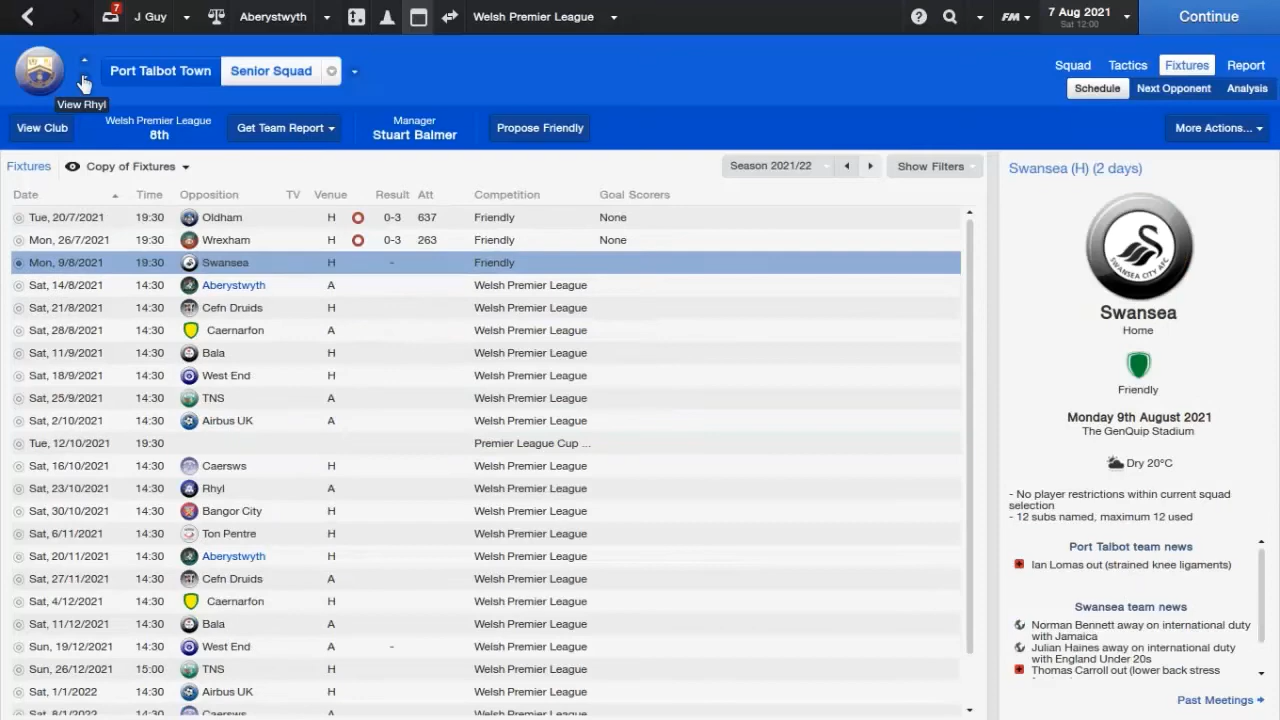 7 J Guy Aberystwyth Welsh Premier League FM 7 Aug 2021 Continue
Sat 12:00
Port Talbot Town Senior Squad Squad Tactics Fixtures Report
Schedule Next Opponent Analysis
View Rhyl
View Club Welsh Premier League Get Team Report Manager Propose Friendly More Actions...
8th Stuart Balmer
Fixtures Copy of Fixtures Season 2021/22 Show Filters
Date Time Opposition TV Venue Result Att Competition Goal Scorers
Tue, 20/7/2021 19:30 Oldham H 0-3 637 Friendly None
Mon, 26/7/2021 19:30 Wrexham H 0-3 263 Friendly None
Mon, 9/8/2021 19:30 Swansea H - Friendly
Sat, 14/8/2021 14:30 Aberystwyth A Welsh Premier League
Sat, 21/8/2021 14:30 Cefn Druids H Welsh Premier League
Sat, 28/8/2021 14:30 Caernarfon A Welsh Premier League
Sat, 11/9/2021 14:30 Bala H Welsh Premier League
Sat, 18/9/2021 14:30 West End H Welsh Premier League
Sat, 25/9/2021 14:30 TNS A Welsh Premier League
Sat, 2/10/2021 14:30 Airbus UK A Welsh Premier League
Tue, 12/10/2021 19:30 Premier League Cup ...
Sat, 16/10/2021 14:30 Caersws H Welsh Premier League
Sat, 23/10/2021 14:30 Rhyl A Welsh Premier League
Sat, 30/10/2021 14:30 Bangor City H Welsh Premier League
Sat, 6/11/2021 14:30 Ton Pentre H Welsh Premier League
Sat, 20/11/2021 14:30 Aberystwyth H Welsh Premier League
Sat, 27/11/2021 14:30 Cefn Druids A Welsh Premier League
Sat, 4/12/2021 14:30 Caernarfon H Welsh Premier League
Sat, 11/12/2021 14:30 Bala A Welsh Premier League
Sun, 19/12/2021 14:30 West End A - Welsh Premier League
Sun, 26/12/2021 15:00 TNS H Welsh Premier League
Sat, 1/1/2022 14:30 Airbus UK H Welsh Premier League
Sat, 8/1/2022 14:30 Caersws A Welsh Premier League
Swansea (H) (2 days)
SWANSEA CITY AFC
Swansea
Home
Friendly
Monday 9th August 2021
The GenQuip Stadium
Dry 20°C
- No player restrictions within current squad
selection
- 12 subs named, maximum 12 used
Port Talbot team news
Ian Lomas out (strained knee ligaments)
Swansea team news
Norman Bennett away on international duty
with Jamaica
Julian Haines away on international duty
with England Under 20s
Thomas Carroll out (lower back stress
Past Meetings